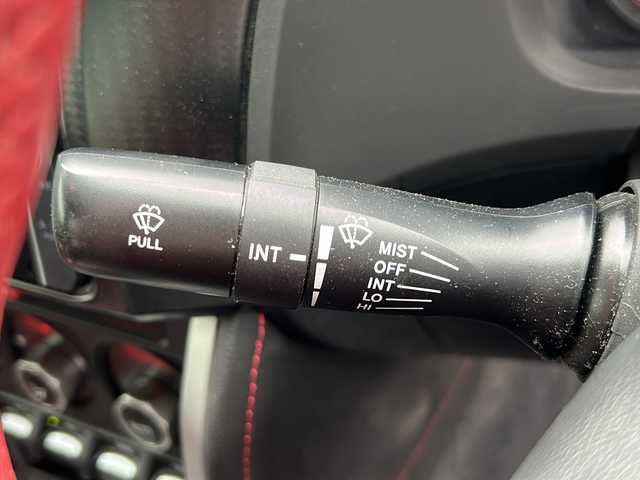 PULL
INT
MIST
OFF
INT
LO
HI